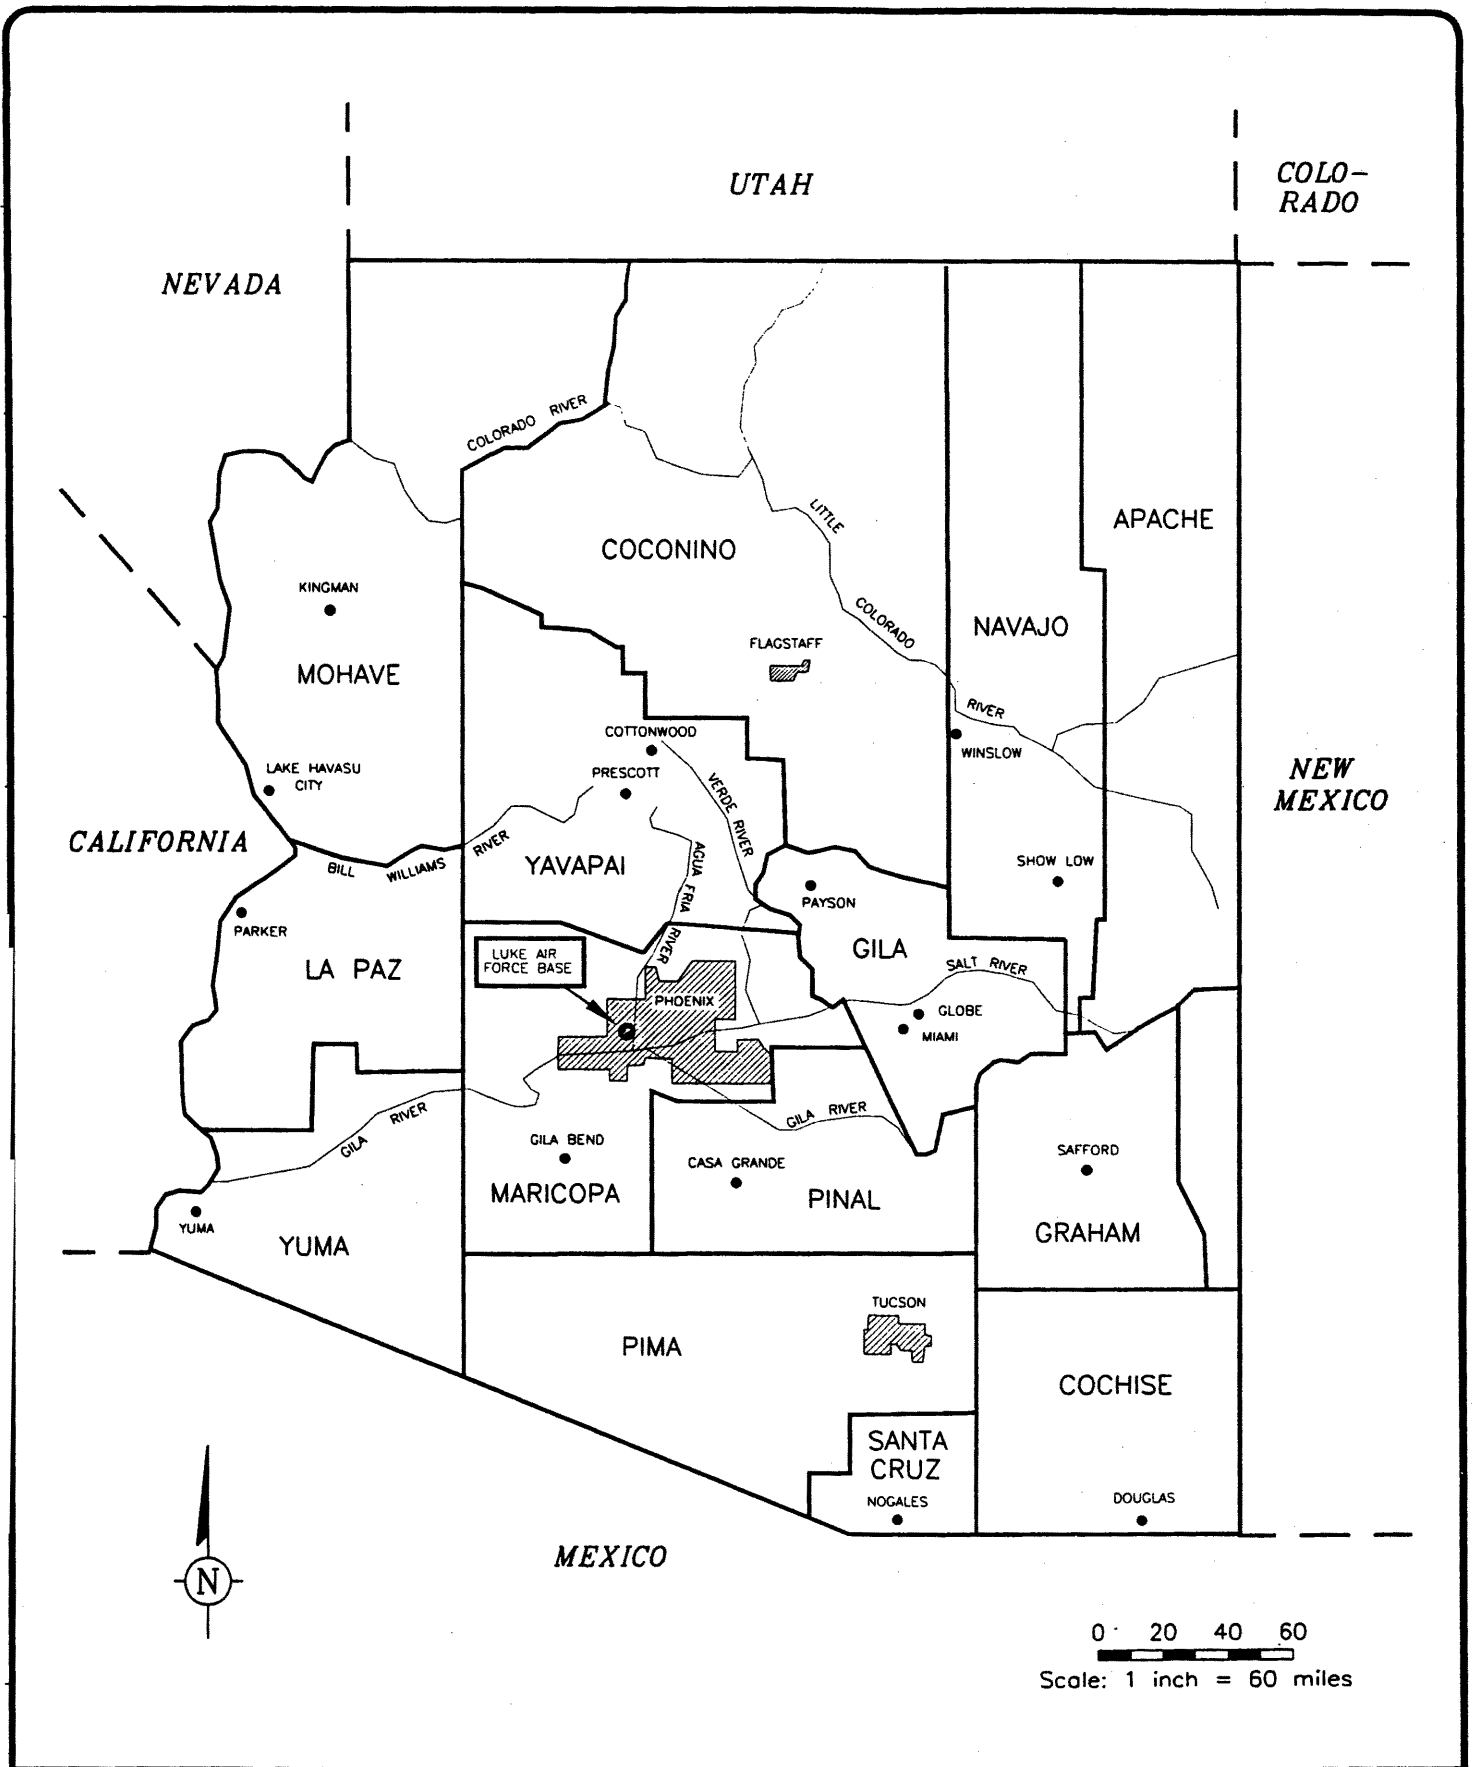 UTAH
COLO-
RADO
NEVADA
COLORADO RIVER
LITTLE
COLORADO
RIVER
APACHE
COCONINO
KINGMAN
NAVAJO
FLAGSTAFF
MOHAVE
COTTONWOOD
WINSLOW
LAKE HAVASU
CITY
PRESCOTT
VERDE RIVER
NEW
MEXICO
CALIFORNIA
BILL WILLIAMS RIVER
YAVAPAI
AGUA FRIA
RIVER
SHOW LOW
PAYSON
PARKER
LA PAZ
LUKE AIR
FORCE BASE
GILA
SALT RIVER
PHOENIX
GLOBE
MIAMI
GILA RIVER
GILA RIVER
GILA BEND
CASA GRANDE
SAFFORD
MARICOPA
PINAL
YUMA
YUMA
GRAHAM
TUCSON
PIMA
COCHISE
SANTA
CRUZ
NOGALES
DOUGLAS
MEXICO
N
0 20 40 60
Scale: 1 inch = 60 miles